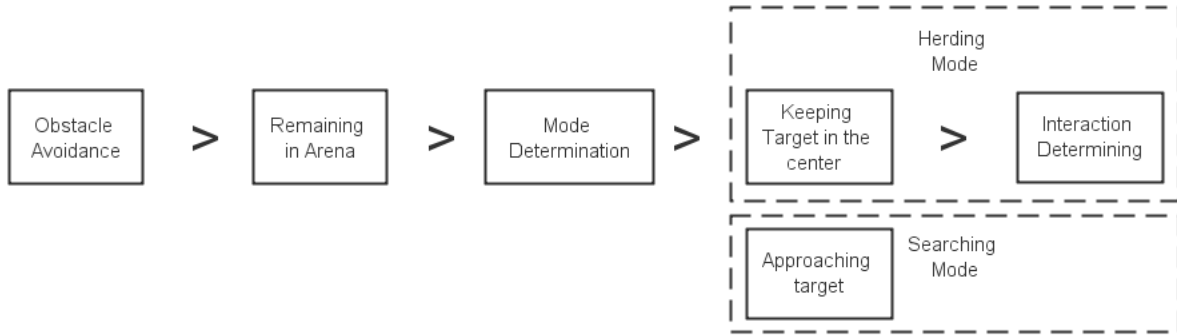 Obstacle
Avoidance
>
Remaining
in Arena
>
Mode
Determination
>
Herding
Mode
Keeping
Target in the
center
>
Interaction
Determining
Approaching
target
Searching
Mode